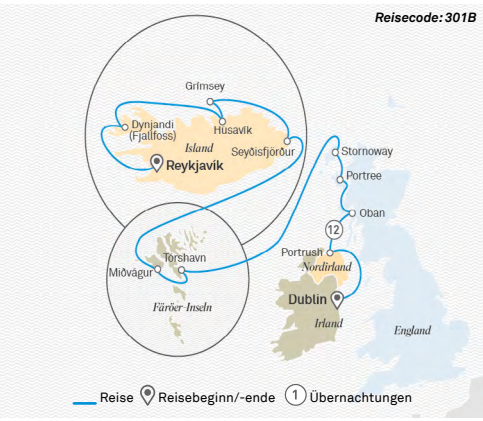 Reisecode: 301B
Grímsey
Dynjandi
(Fjallfoss)
Húsavík
Island
Seyðisfjörður
Reykjavík
Stornoway
Portree
Oban
12
Portrush
Nordirland
Tórshavn
Miðvágur
Färöer-Inseln
Dublin
Irland
England
Reise
Reisebeginn/-ende
1
Übernachtungen